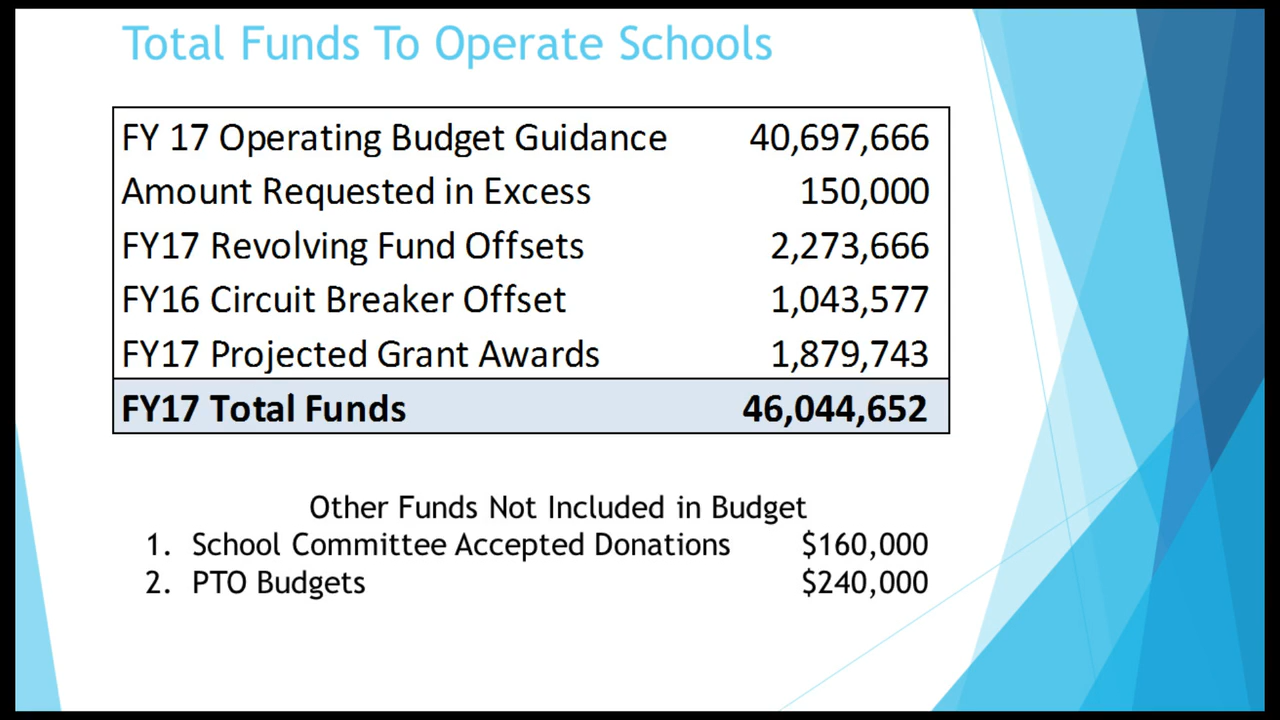 Total Funds To Operate Schools
FY 17 Operating Budget Guidance 40,697,666
Amount Requested in Excess 150,000
FY17 Revolving Fund Offsets 2,273,666
FY16 Circuit Breaker Offset 1,043,577
FY17 Projected Grant Awards 1,879,743
FY17 Total Funds 46,044,652
Other Funds Not Included in Budget
1. School Committee Accepted Donations $160,000
2. PTO Budgets $240,000